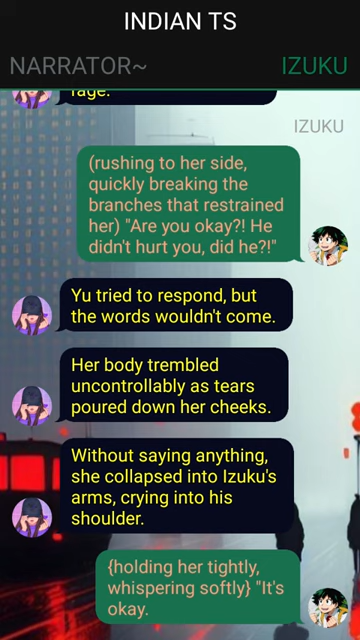 INDIAN TS
NARRATOR~ IZUKU
rage.
IZUKU
(rushing to her side,
quickly breaking the
branches that restrained
her) "Are you okay?! He
didn't hurt you, did he?!"
Yu tried to respond, but
the words wouldn't come.
Her body trembled
uncontrollably as tears
poured down her cheeks.
Without saying anything,
she collapsed into Izuku's
arms, crying into his
shoulder.
{holding her tightly,
whispering softly} "It's
okay.